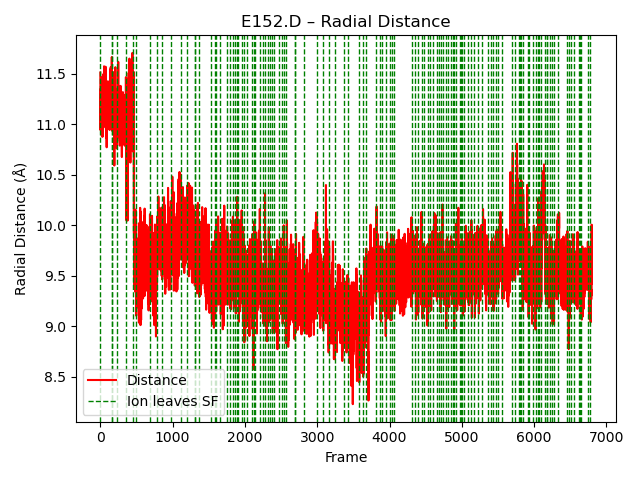 E152.D – Radial Distance
Radial Distance (Å)
11.5
11.0
10.5
10.0
9.5
9.0
8.5
Distance
Ion leaves SF
0 1000 2000 3000 4000 5000 6000 7000
Frame